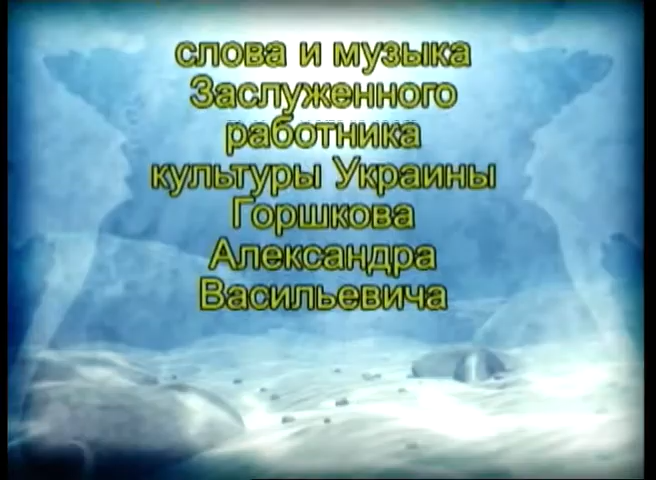 слова и музыка
Заслуженного
работника
культуры Украины
Горшкова
Александра
Васильевича